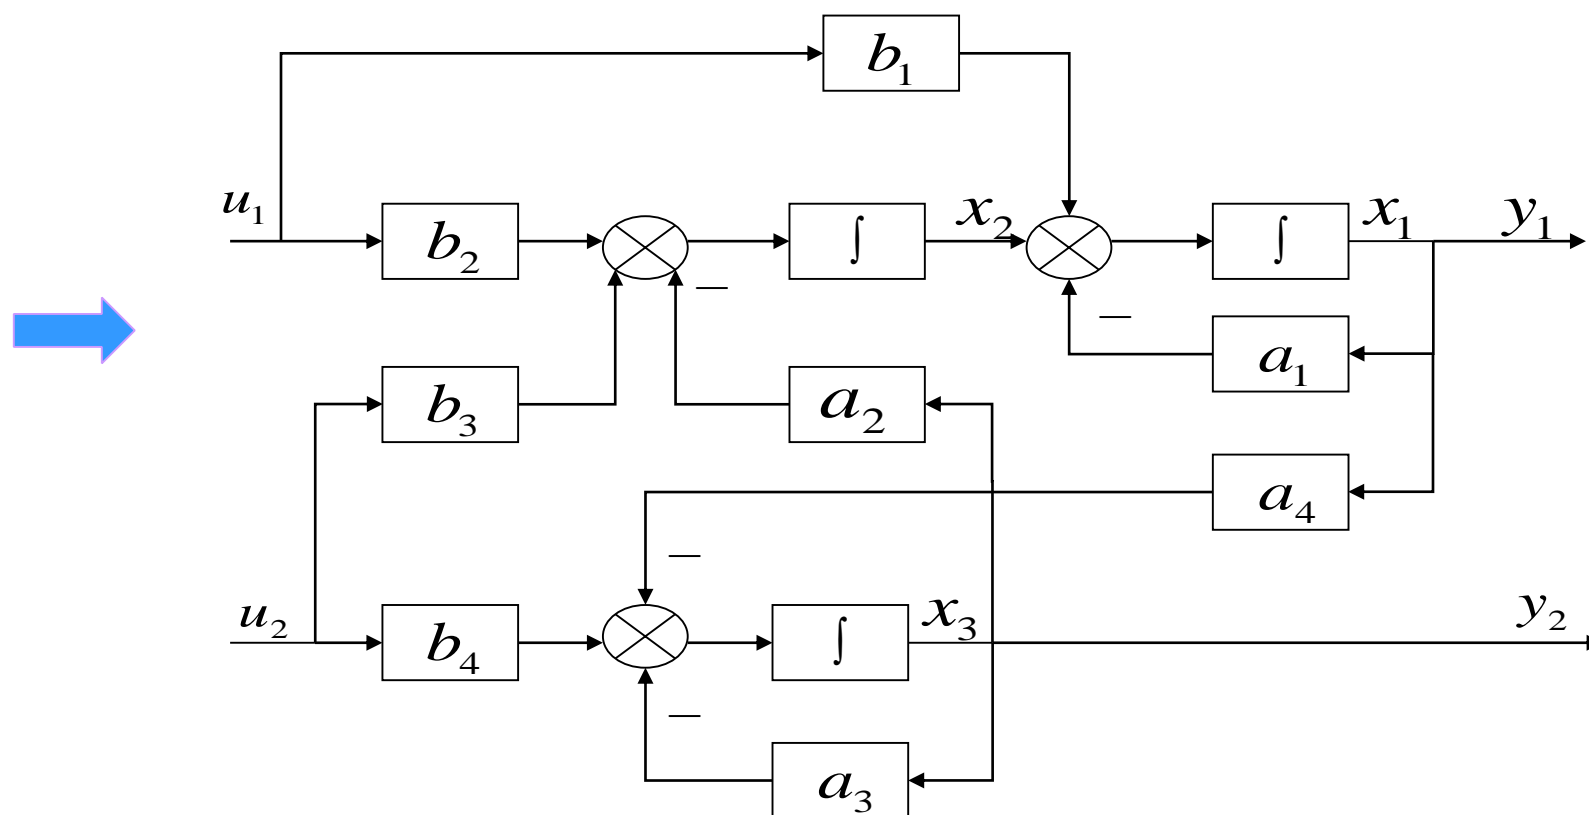 b₁
u₁
b₂
∫
x₂
∫
x₁
y₁
−
−
a₁
b₃
a₂
a₄
−
u₂
b₄
∫
x₃
y₂
−
a₃